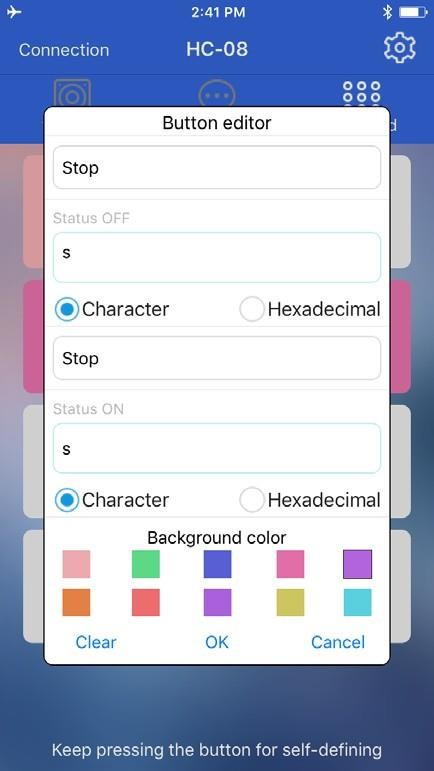 2:41 PM
Connection HC-08
d
Button editor
Stop
Status OFF
s
Character Hexadecimal
Stop
Status ON
s
Character Hexadecimal
Background color
Clear OK Cancel
Keep pressing the button for self-defining